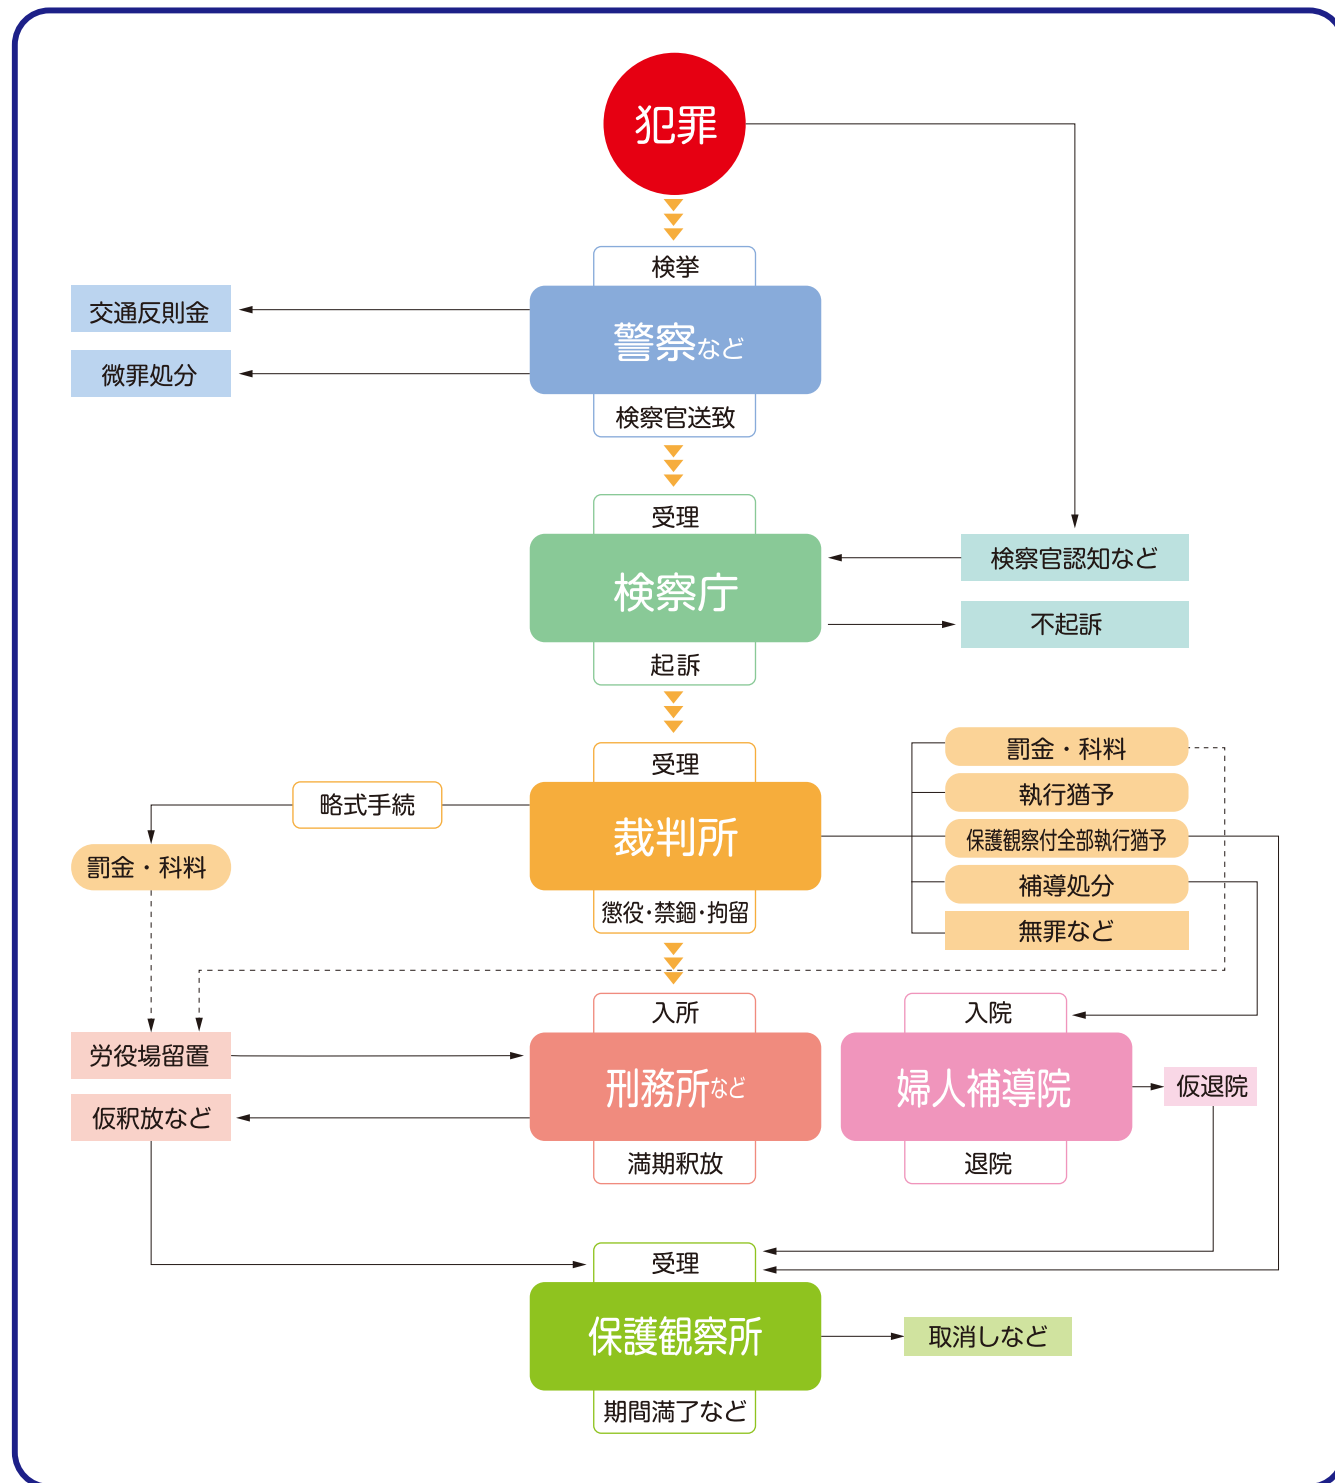 犯罪
検挙
警察など
交通反則金
微罪処分
検察官送致
受理
検察庁
検察官認知など
不起訴
起訴
受理
裁判所
略式手続
罰金・科料
罰金・科料
執行猶予
保護観察付全部執行猶予
補導処分
無罪など
懲役・禁錮・拘留
入所
刑務所など
労役場留置
仮釈放など
満期釈放
入院
婦人補導院
仮退院
退院
受理
保護観察所
取消しなど
期間満了など